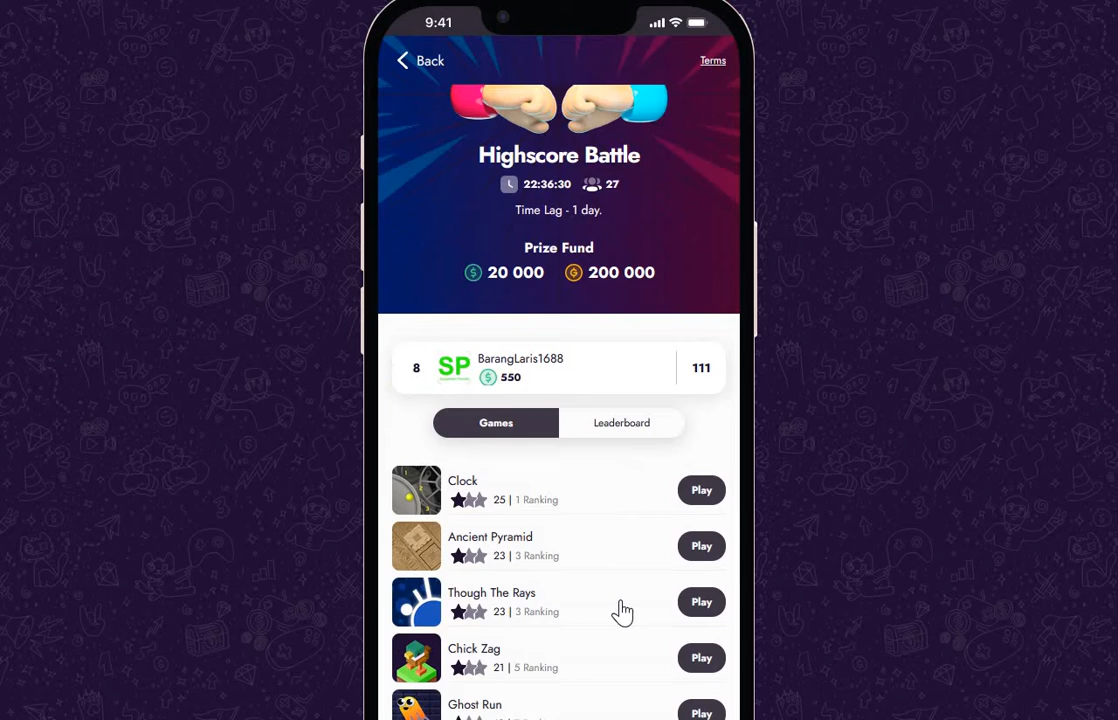 9:41
Back
Terms
Highscore Battle
22:36:30 27
Time Lag - 1 day.
Prize Fund
20 000 200 000
8 SP BarangLaris1688 111
550
Games Leaderboard
Clock
25 | 1 Ranking
Play
Ancient Pyramid
23 | 3 Ranking
Play
Though The Rays
23 | 3 Ranking
Play
Chick Zag
21 | 5 Ranking
Play
Ghost Run
Play